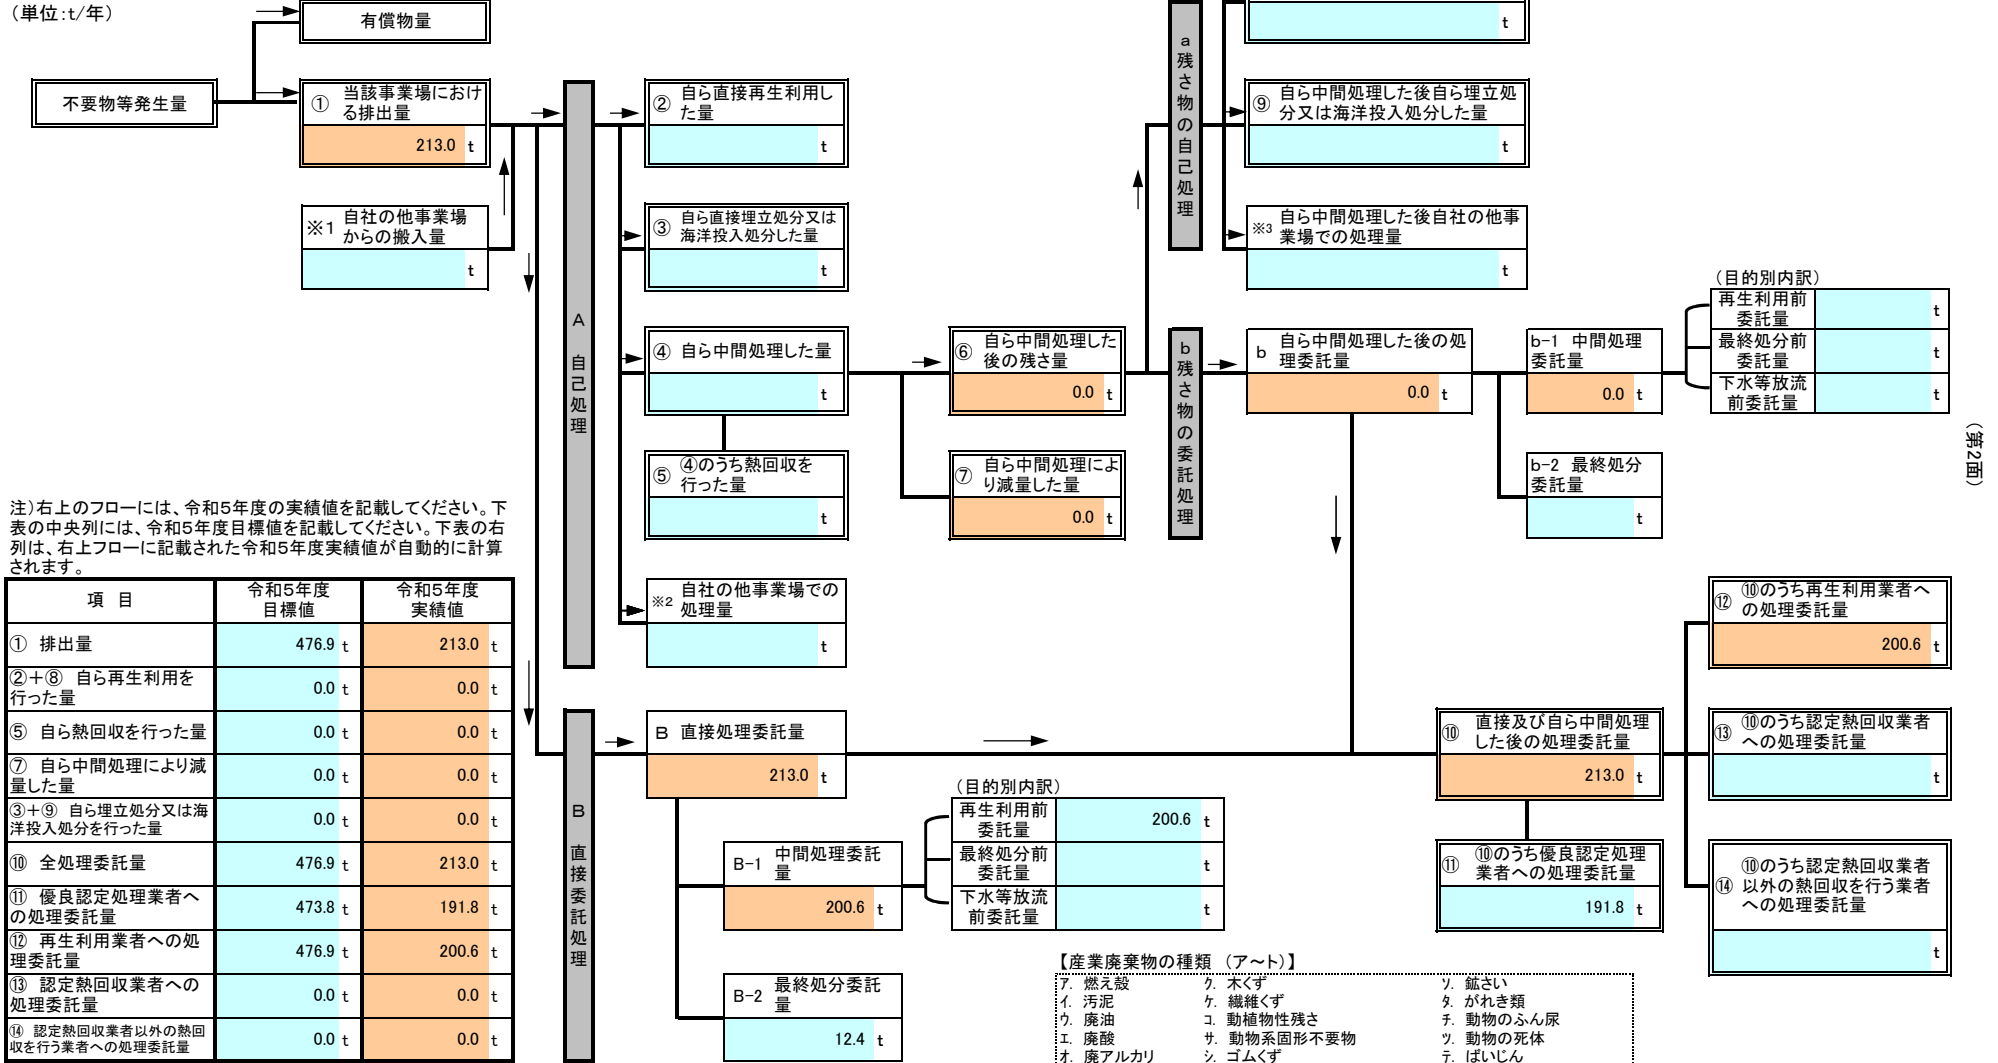 （単位：t/年）
有償物量
不要物等発生量
① 当該事業場におけ
る排出量
213.0 t
※1 自社の他事業場
からの搬入量
t
A 自己処理
② 自ら直接再生利用し
た量
t
③ 自ら直接埋立処分又は
海洋投入処分した量
t
④ 自ら中間処理した量
t
⑤ ④のうち熱回収を
行った量
t
※2 自社の他事業場での
処理量
t
⑥ 自ら中間処理した
後の残さ量
0.0 t
⑦ 自ら中間処理によ
り減量した量
0.0 t
a 残さ物の自己処理
t
⑨ 自ら中間処理した後自ら埋立処
分又は海洋投入処分した量
t
※3 自ら中間処理した後自社の他事
業場での処理量
t
b 残さ物の委託処理
b 自ら中間処理した後の処
理委託量
0.0 t
b-1 中間処理
委託量
0.0 t
（目的別内訳）
再生利用前
委託量 t
最終処分前
委託量 t
下水等放流
前委託量 t
b-2 最終処分
委託量
t
（第2面）
注）右上のフローには、令和5年度の実績値を記載してください。下
表の中央列には、令和5年度目標値を記載してください。下表の右
列は、右上フローに記載された令和5年度実績値が自動的に計算
されます。
項 目 令和5年度 目標値 令和5年度 実績値
① 排出量 476.9 t 213.0 t
②＋⑧ 自ら再生利用を
行った量 0.0 t 0.0 t
⑤ 自ら熱回収を行った量 0.0 t 0.0 t
⑦ 自ら中間処理により減
量した量 0.0 t 0.0 t
③＋⑨ 自ら埋立処分又は海
洋投入処分を行った量 0.0 t 0.0 t
⑩ 全処理委託量 476.9 t 213.0 t
⑪ 優良認定処理業者へ
の処理委託量 473.8 t 191.8 t
⑫ 再生利用業者への処
理委託量 476.9 t 200.6 t
⑬ 認定熱回収業者への
処理委託量 0.0 t 0.0 t
⑭ 認定熱回収業者以外の熱回
収を行う業者への処理委託量 0.0 t 0.0 t
B 直接委託処理
B 直接処理委託量
213.0 t
B-1 中間処理委託
量
200.6 t
（目的別内訳）
再生利用前
委託量 200.6 t
最終処分前
委託量 t
下水等放流
前委託量 t
B-2 最終処分委託
量
12.4 t
⑩ 直接及び自ら中間処理
した後の処理委託量
213.0 t
⑪ ⑩のうち優良認定処理
業者への処理委託量
191.8 t
⑫ ⑩のうち再生利用業者へ
の処理委託量
200.6 t
⑬ ⑩のうち認定熱回収業者
への処理委託量
t
⑭ ⑩のうち認定熱回収業者
以外の熱回収を行う業者
への処理委託量
t
【産業廃棄物の種類 （ア～ト）】
ア. 燃え殻 ク. 木くず ソ. 鉱さい
イ. 汚泥 ケ. 繊維くず タ. がれき類
ウ. 廃油 コ. 動植物性残さ チ. 動物のふん尿
エ. 廃酸 サ. 動物系固形不要物 ツ. 動物の死体
オ. 廃アルカリ シ. ゴムくず テ. ばいじん